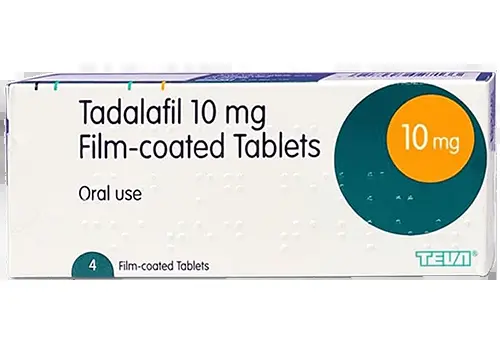 Tadalafil 10 mg
Film-coated Tablets
Oral use
10 mg
4 Film-coated Tablets
TEVA®